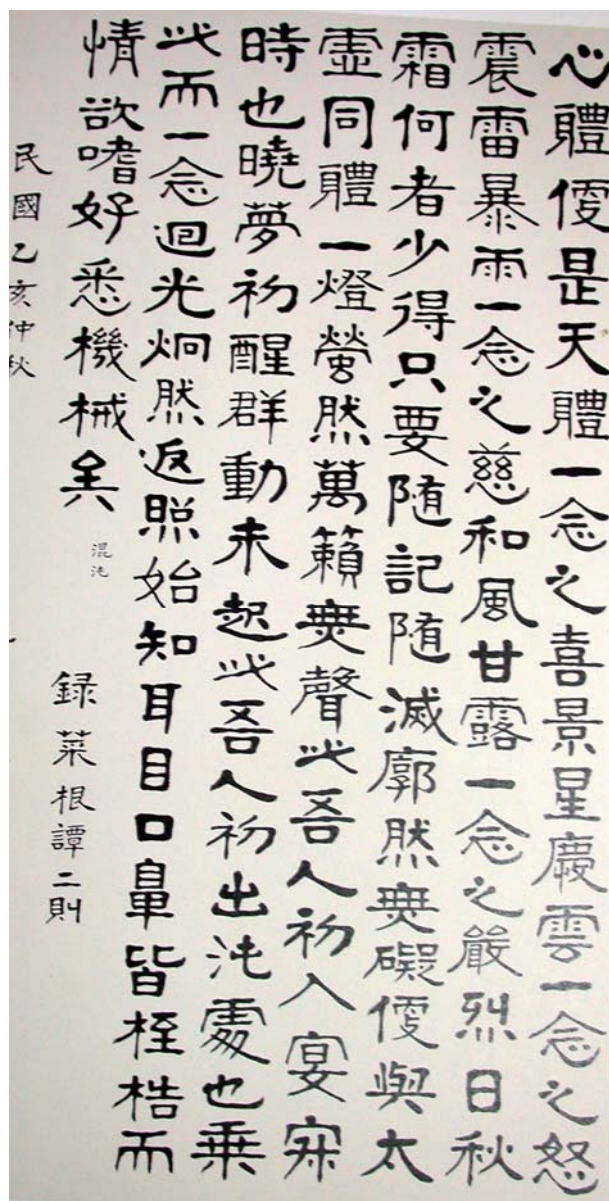 心體便是天體一念之喜景星慶雲一念之怒
震雷暴雨一念之慈和風甘露一念之嚴烈日秋
霜何者少得只要随記随滅廓然無礙便與太
虛同體一燈螢然萬籟無聲此吾人初入宴寂
時也曉夢初醒群動未起此吾人初出沌處也乘
此而一念迴光炯然返照始知耳目口鼻皆桎梏而
情欲嗜好悉機械矣
混沌
録菜根譚二則
民國乙亥仲秋